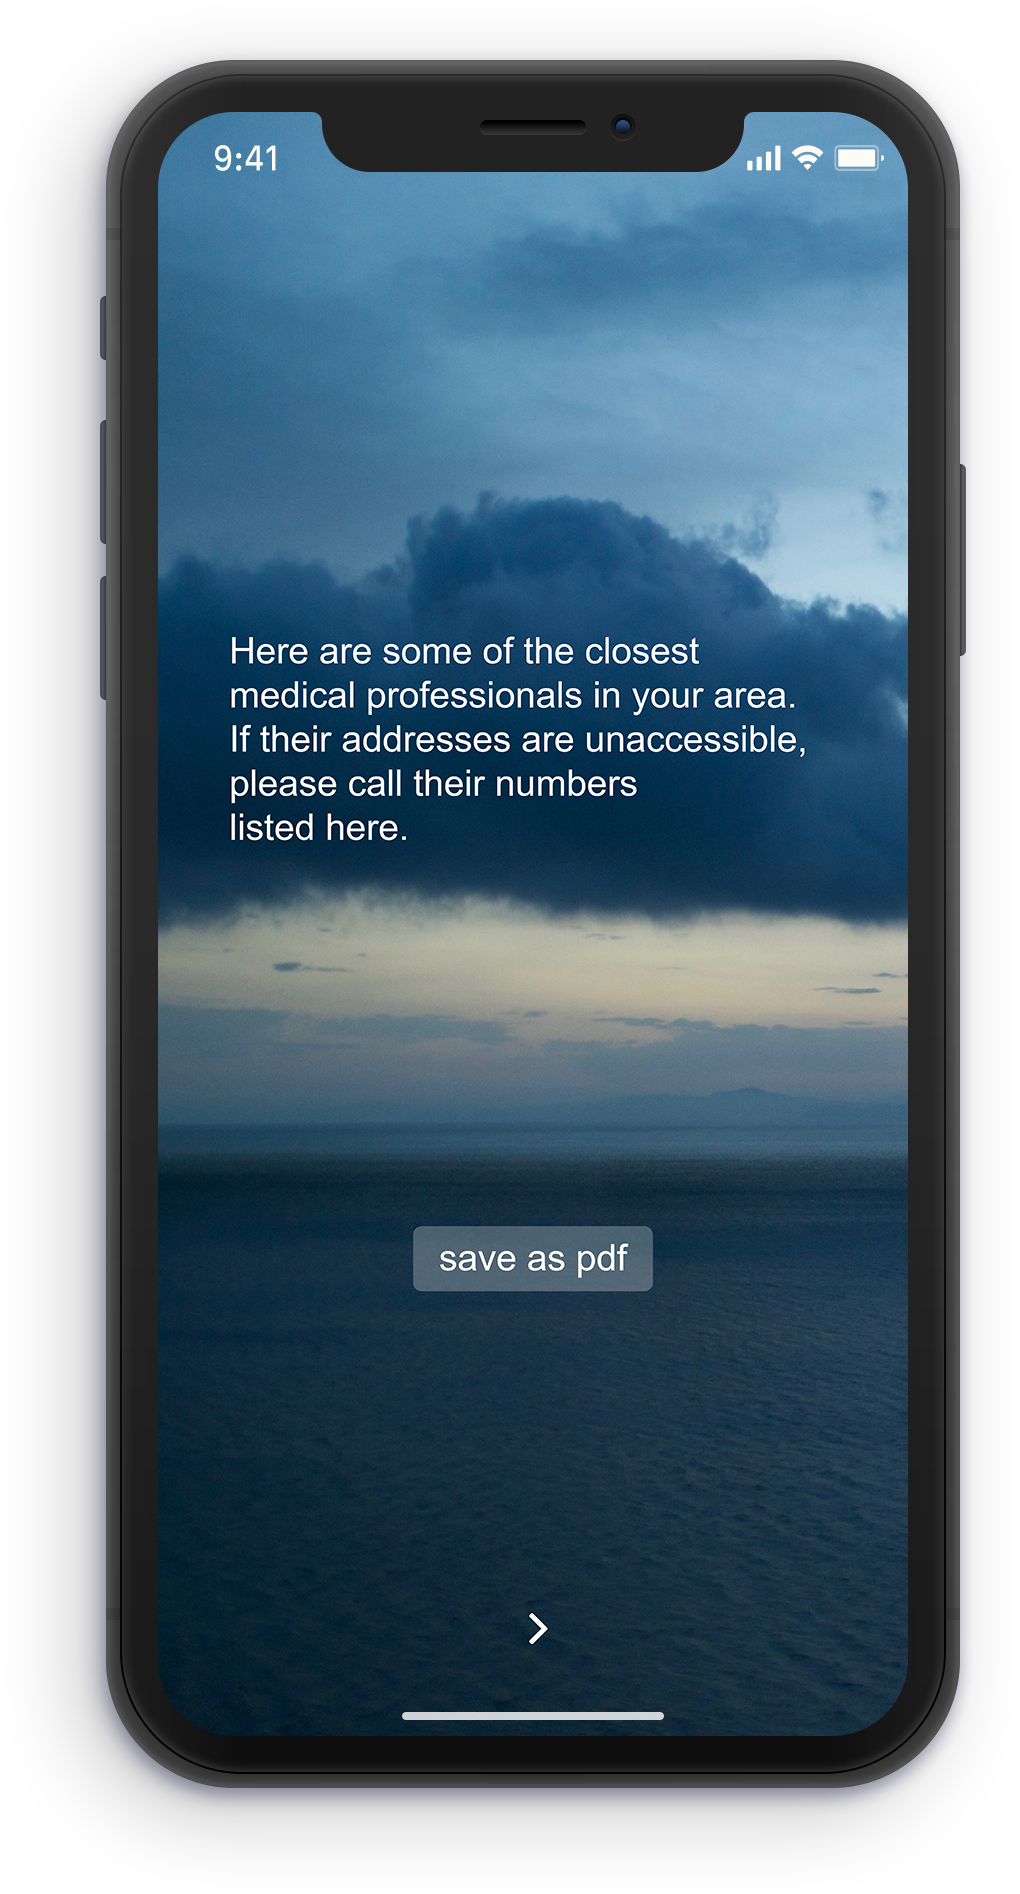 9:41
Here are some of the closest
medical professionals in your area.
If their addresses are unaccessible,
please call their numbers
listed here.
save as pdf